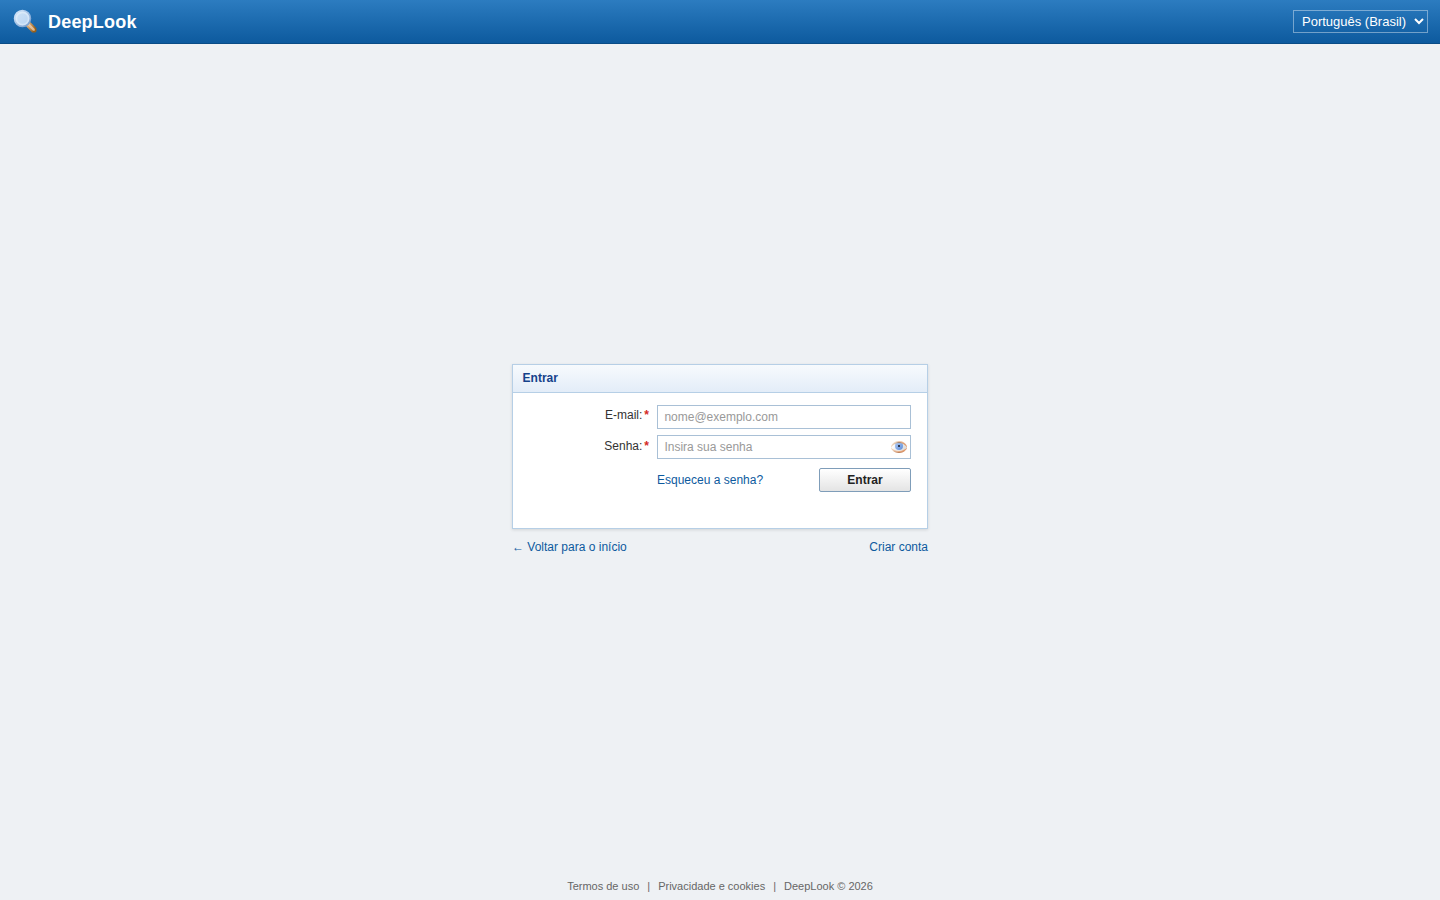 DeepLook
Português (Brasil)
Entrar
E-mail:*
nome@exemplo.com
Senha:*
Insira sua senha
Esqueceu a senha?
Entrar
← Voltar para o início
Criar conta
Termos de uso | Privacidade e cookies | DeepLook © 2026